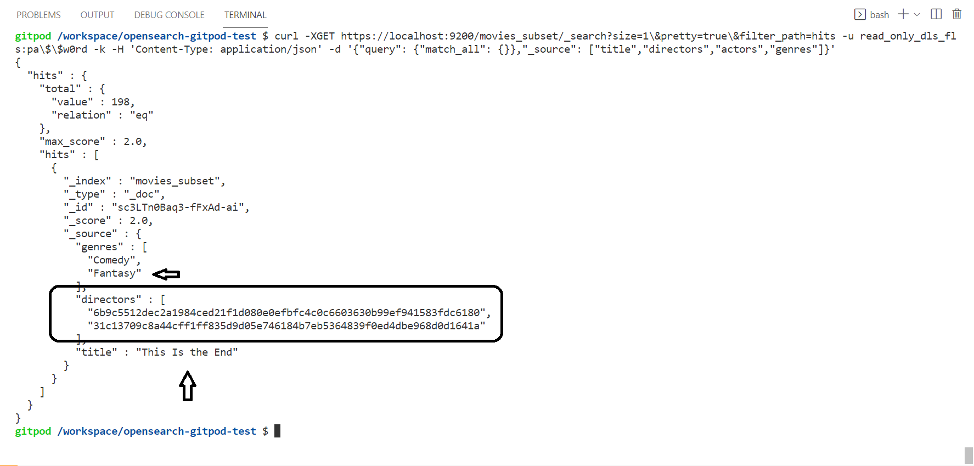 PROBLEMS OUTPUT DEBUG CONSOLE TERMINAL bash
gitpod /workspace/opensearch-gitpod-test $ curl -XGET https://localhost:9200/movies_subset/_search?size=1\&pretty=true\&filter_path=hits -u read_only_dls_fl
s:pa\$\$w0rd -k -H 'Content-Type: application/json' -d '{"query": {"match_all": {}},"_source": ["title","directors","actors","genres"]}'
{
"hits" : {
"total" : {
"value" : 198,
"relation" : "eq"
},
"max_score" : 2.0,
"hits" : [
{
"_index" : "movies_subset",
"_type" : "_doc",
"_id" : "sc3LTn0Baq3-fFxAd-ai",
"_score" : 2.0,
"_source" : {
"genres" : [
"Comedy",
"Fantasy"
],
"directors" : [
"6b9c5512dec2a1984ced21f1d080e0efbfc4c0c6603630b99ef941583fdc6180",
"31c13709c8a44cff1ff835d9d05e746184b7eb5364839f0ed4dbe968d0d1641a"
],
"title" : "This Is the End"
}
}
]
}
}
gitpod /workspace/opensearch-gitpod-test $